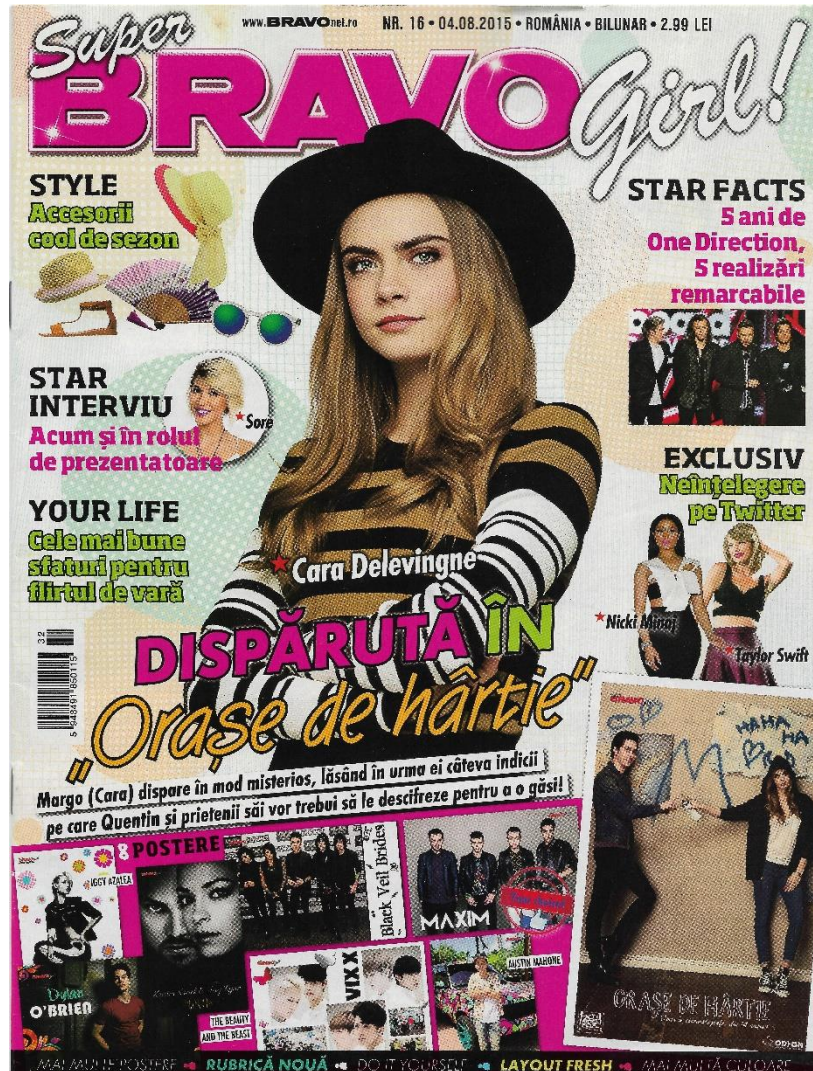 www.BRAVOnet.ro NR. 16 • 04.08.2015 • ROMÂNIA • BILUNAR • 2.99 LEI
Super
BRAVO Girl!
STYLE
Accesorii
cool de sezon
STAR FACTS
5 ani de
One Direction,
5 realizări
remarcabile
STAR
INTERVIU
Sore
Acum și în rolul
de prezentatoare
EXCLUSIV
Neînțelegere
pe Twitter
Nicki Minaj
Taylor Swift
YOUR LIFE
Cele mai bune
sfaturi pentru
flirtul de vară
Cara Delevingne
DISPĂRUTĂ ÎN
„Orașe de hârtie"
Margo (Cara) dispare în mod misterios, lăsând în urma ei câteva indicii
pe care Quentin și prietenii săi vor trebui să le descifreze pentru a o găsi!
32
5 948491 850115
8 POSTERE
IGGY AZALEA
Black Veil Brides
MAXIM
Dylan
O'BRIEN
THE BEAUTY
AND THE BEAST
VIXX
AUSTIN MAHONE
HAHA
HA
ORAȘE DE HÂRTIE
ODEON
MAI MULTE POSTERE RUBRICĂ NOUĂ DO IT YOURSELF LAYOUT FRESH MAI MULTĂ CULOARE